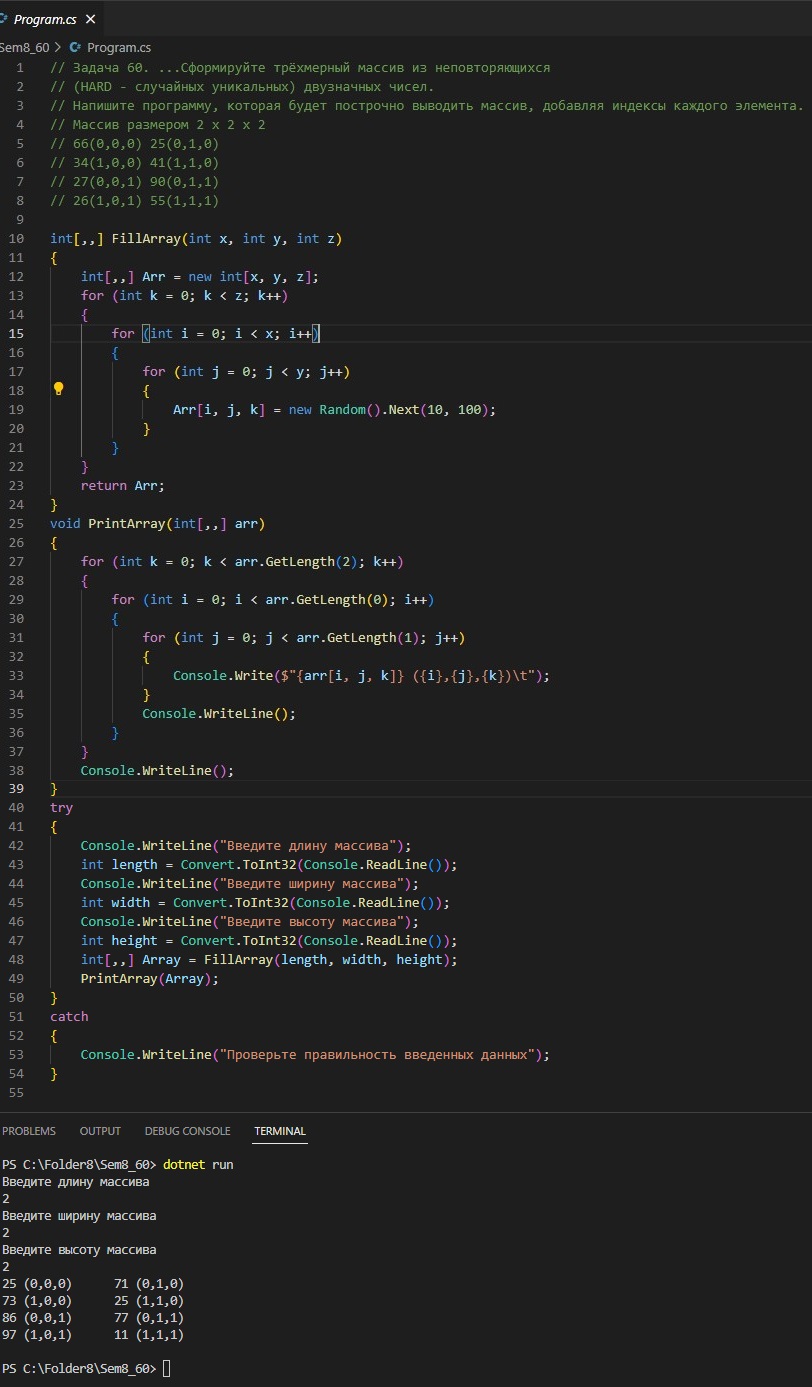 Program.cs
Sem8_60 > Program.cs
1 // Задача 60. ...Сформируйте трёхмерный массив из неповторяющихся
2 // (HARD - случайных уникальных) двузначных чисел.
3 // Напишите программу, которая будет построчно выводить массив, добавляя индексы каждого элемента.
4 // Массив размером 2 x 2 x 2
5 // 66(0,0,0) 25(0,1,0)
6 // 34(1,0,0) 41(1,1,0)
7 // 27(0,0,1) 90(0,1,1)
8 // 26(1,0,1) 55(1,1,1)
9
10 int[,,] FillArray(int x, int y, int z)
11 {
12     int[,,] Arr = new int[x, y, z];
13     for (int k = 0; k < z; k++)
14     {
15         for (int i = 0; i < x; i++)
16         {
17             for (int j = 0; j < y; j++)
18             {
19                 Arr[i, j, k] = new Random().Next(10, 100);
20             }
21         }
22     }
23     return Arr;
24 }
25 void PrintArray(int[,,] arr)
26 {
27     for (int k = 0; k < arr.GetLength(2); k++)
28     {
29         for (int i = 0; i < arr.GetLength(0); i++)
30         {
31             for (int j = 0; j < arr.GetLength(1); j++)
32             {
33                 Console.Write($"{arr[i, j, k]} ({i},{j},{k})\t");
34             }
35             Console.WriteLine();
36         }
37     }
38     Console.WriteLine();
39 }
40 try
41 {
42     Console.WriteLine("Введите длину массива");
43     int length = Convert.ToInt32(Console.ReadLine());
44     Console.WriteLine("Введите ширину массива");
45     int width = Convert.ToInt32(Console.ReadLine());
46     Console.WriteLine("Введите высоту массива");
47     int height = Convert.ToInt32(Console.ReadLine());
48     int[,,] Array = FillArray(length, width, height);
49     PrintArray(Array);
50 }
51 catch
52 {
53     Console.WriteLine("Проверьте правильность введенных данных");
54 }
55
PROBLEMS OUTPUT DEBUG CONSOLE TERMINAL
PS C:\Folder8\Sem8_60> dotnet run
Введите длину массива
2
Введите ширину массива
2
Введите высоту массива
2
25 (0,0,0) 71 (0,1,0)
73 (1,0,0) 25 (1,1,0)
86 (0,0,1) 77 (0,1,1)
97 (1,0,1) 11 (1,1,1)
PS C:\Folder8\Sem8_60>